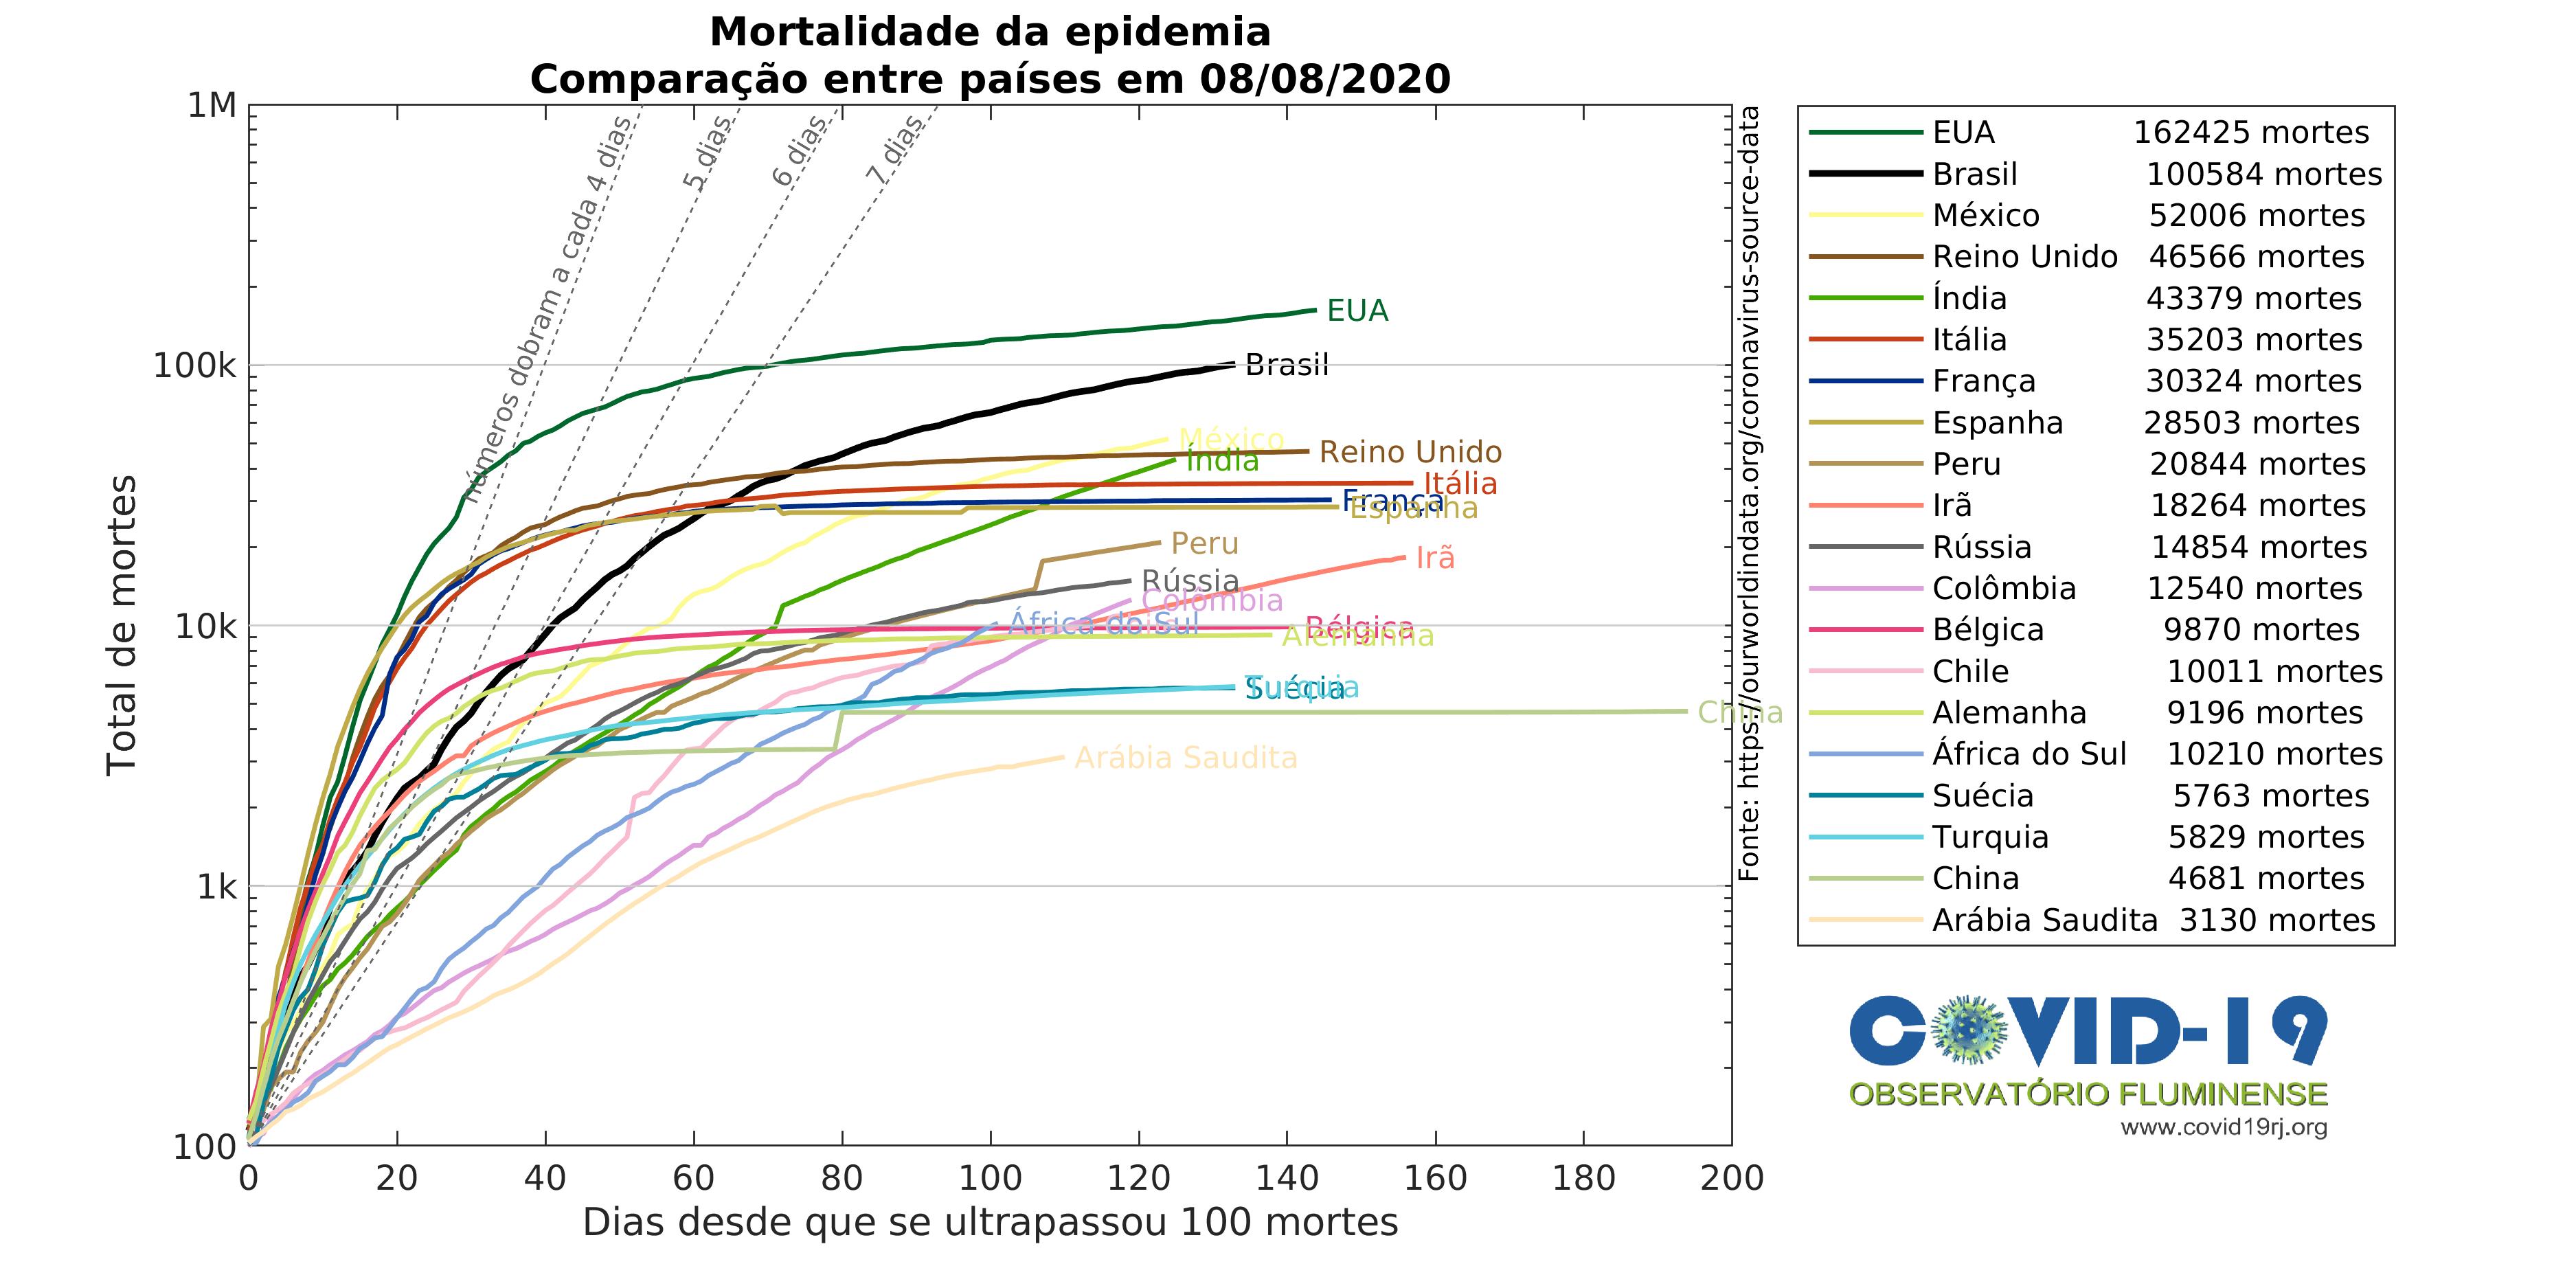 Mortalidade da epidemia
Comparação entre países em 08/08/2020
Total de mortes
1M
100k
10k
1k
100
0 20 40 60 80 100 120 140 160 180 200
Dias desde que se ultrapassou 100 mortes
números dobram a cada 4 dias
5 dias
6 dias
7 dias
EUA
Brasil
México
Reino Unido
Índia
Itália
França
Espanha
Peru
Irã
Rússia
Colômbia
África do Sul
Bélgica
Alemanha
Turquia
Suécia
China
Arábia Saudita
Fonte: https://ourworldindata.org/coronavirus-source-data
EUA 162425 mortes
Brasil 100584 mortes
México 52006 mortes
Reino Unido 46566 mortes
Índia 43379 mortes
Itália 35203 mortes
França 30324 mortes
Espanha 28503 mortes
Peru 20844 mortes
Irã 18264 mortes
Rússia 14854 mortes
Colômbia 12540 mortes
Bélgica 9870 mortes
Chile 10011 mortes
Alemanha 9196 mortes
África do Sul 10210 mortes
Suécia 5763 mortes
Turquia 5829 mortes
China 4681 mortes
Arábia Saudita 3130 mortes
COVID-19
OBSERVATÓRIO FLUMINENSE
www.covid19rj.org